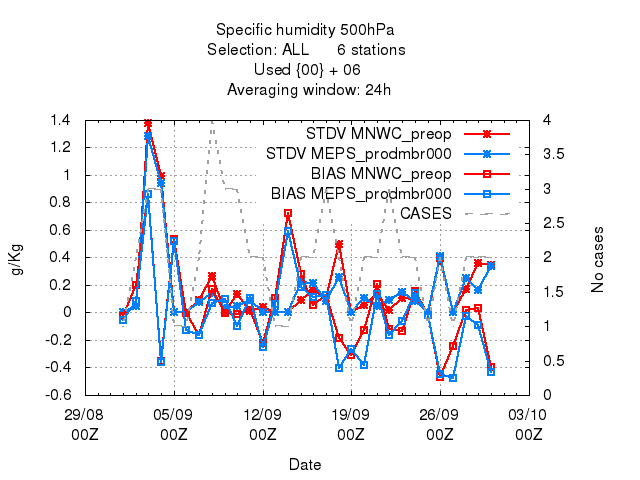 Specific humidity 500hPa
Selection: ALL 6 stations
Used {00} + 06
Averaging window: 24h
STDV MNWC_preop
STDV MEPS_prodmbr000
BIAS MNWC_preop
BIAS MEPS_prodmbr000
CASES
g/Kg
1.4
1.2
1
0.8
0.6
0.4
0.2
0
-0.2
-0.4
-0.6
No cases
4
3.5
3
2.5
2
1.5
1
0.5
0
29/08 05/09 12/09 19/09 26/09 03/10
00Z 00Z 00Z 00Z 00Z 00Z
Date